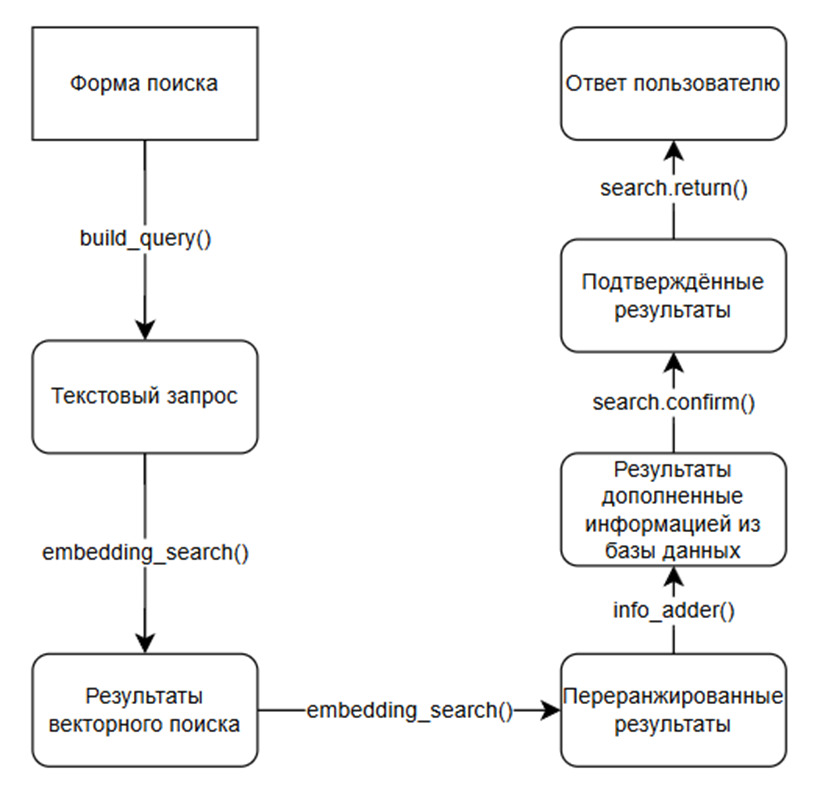 Форма поиска
build_query()
Текстовый запрос
embedding_search()
Результаты
векторного поиска
embedding_search()
Переранжированные
результаты
info_adder()
Результаты
дополненные
информацией из
базы данных
search.confirm()
Подтверждённые
результаты
search.return()
Ответ пользователю